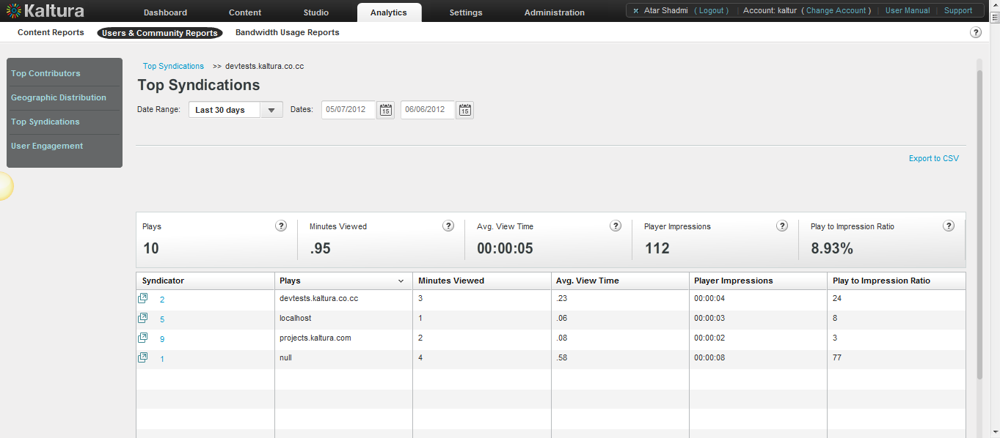 Kaltura Dashboard Content Studio Analytics Settings Administration × Atar Shadmi ( Logout ) Account: kaltur ( Change Account ) User Manual Support
Content Reports Users & Community Reports Bandwidth Usage Reports ?
Top Contributors
Geographic Distribution
Top Syndications
User Engagement
Top Syndications >> devtests.kaltura.co.cc
Top Syndications
Date Range: Last 30 days Dates: 05/07/2012 15 06/06/2012 15
Export to CSV
Plays ? Minutes Viewed ? Avg. View Time ? Player Impressions ? Play to Impression Ratio ?
10 .95 00:00:05 112 8.93%
Syndicator Plays Minutes Viewed Avg. View Time Player Impressions Play to Impression Ratio
2 devtests.kaltura.co.cc 3 .23 00:00:04 24
5 localhost 1 .06 00:00:03 8
9 projects.kaltura.com 2 .08 00:00:02 3
1 null 4 .58 00:00:08 77